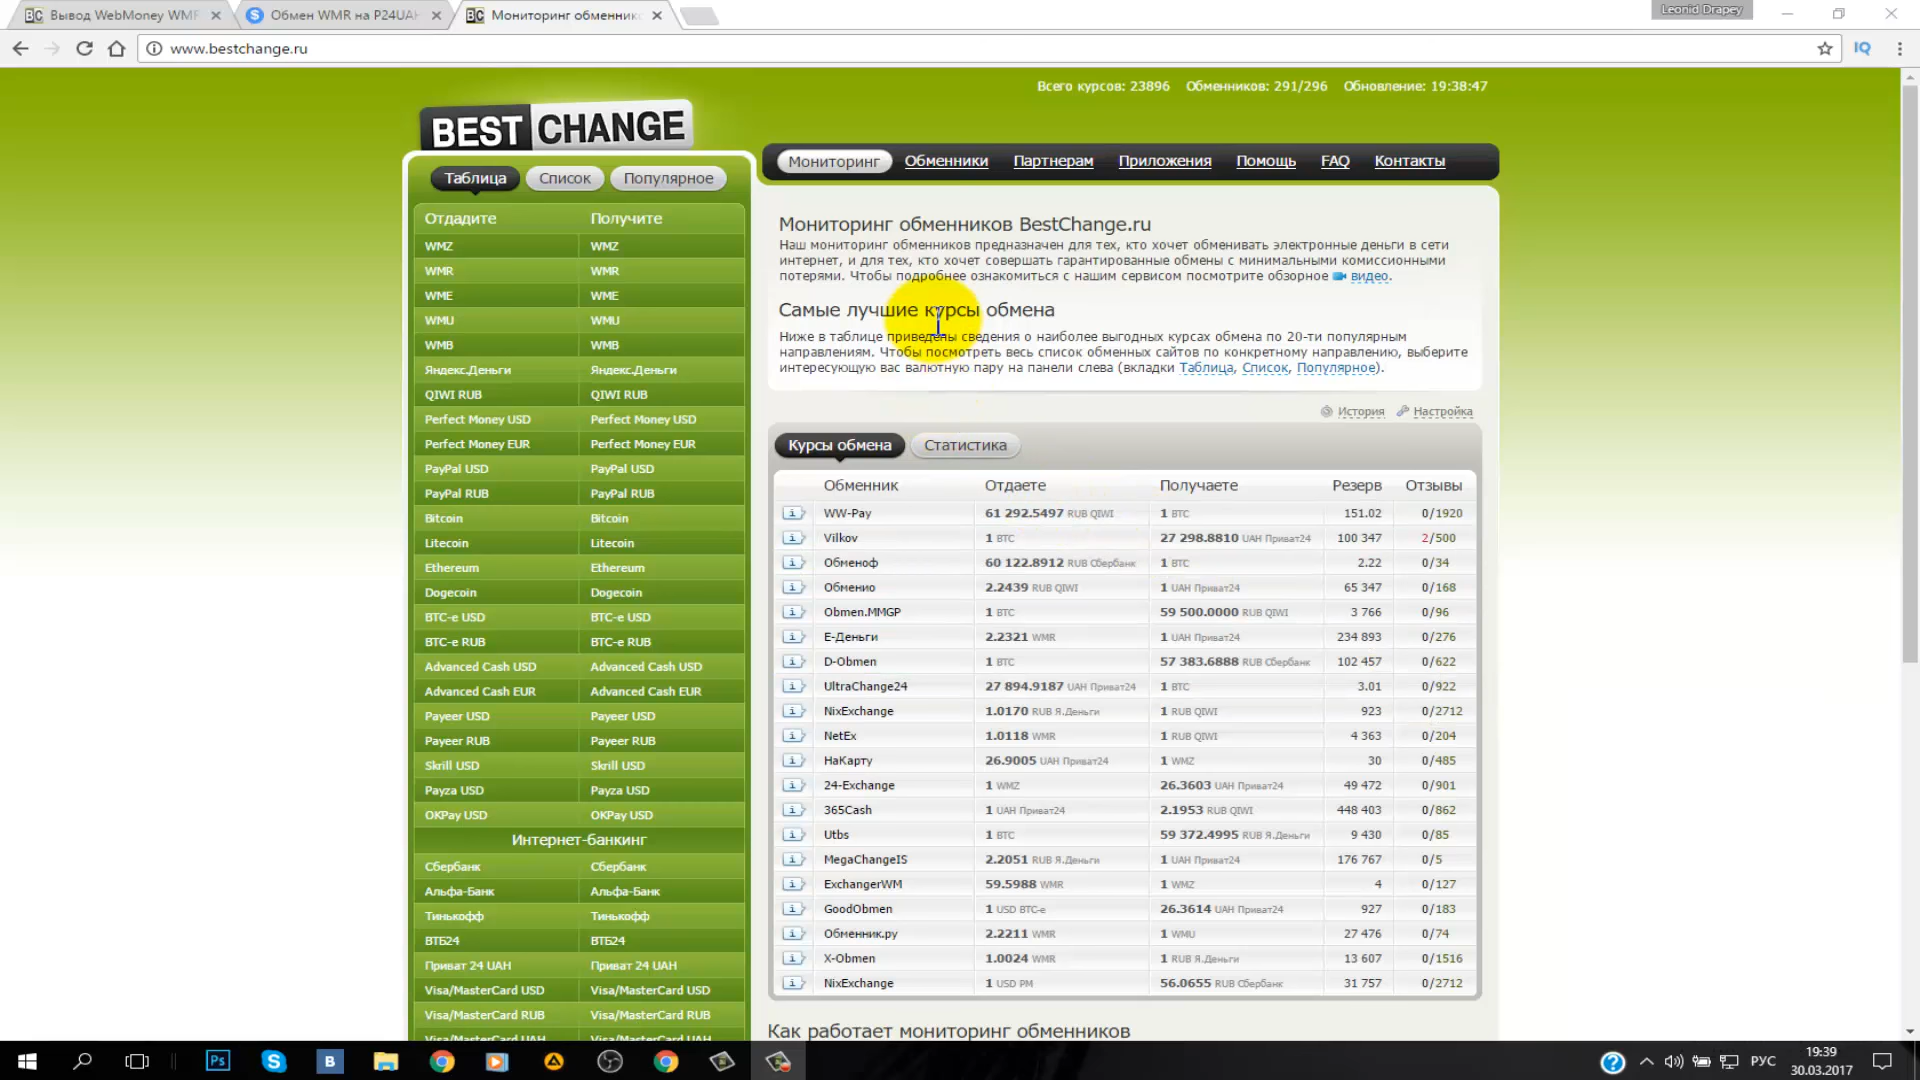 Вывод WebMoney WMR
Обмен WMR на P24UAH
Мониторинг обменник
Leonid Drapey
www.bestchange.ru
Всего курсов: 23896 Обменников: 291/296 Обновление: 19:38:47
BEST CHANGE
Мониторинг Обменники Партнерам Приложения Помощь FAQ Контакты
Таблица Список Популярное
Отдадите Получите
WMZ WMZ
WMR WMR
WME WME
WMU WMU
WMB WMB
Яндекс.Деньги Яндекс.Деньги
QIWI RUB QIWI RUB
Perfect Money USD Perfect Money USD
Perfect Money EUR Perfect Money EUR
PayPal USD PayPal USD
PayPal RUB PayPal RUB
Bitcoin Bitcoin
Litecoin Litecoin
Ethereum Ethereum
Dogecoin Dogecoin
BTC-e USD BTC-e USD
BTC-e RUB BTC-e RUB
Advanced Cash USD Advanced Cash USD
Advanced Cash EUR Advanced Cash EUR
Payeer USD Payeer USD
Payeer RUB Payeer RUB
Skrill USD Skrill USD
Payza USD Payza USD
OKPay USD OKPay USD
Интернет-банкинг
Сбербанк Сбербанк
Альфа-Банк Альфа-Банк
Тинькофф Тинькофф
ВТБ24 ВТБ24
Приват 24 UAH Приват 24 UAH
Visa/MasterCard USD Visa/MasterCard USD
Visa/MasterCard RUB Visa/MasterCard RUB
Visa/MasterCard UAH Visa/MasterCard UAH
Мониторинг обменников BestChange.ru
Наш мониторинг обменников предназначен для тех, кто хочет обменивать электронные деньги в сети
интернет, и для тех, кто хочет совершать гарантированные обмены с минимальными комиссионными
потерями. Чтобы подробнее ознакомиться с нашим сервисом посмотрите обзорное видео.
Самые лучшие курсы обмена
Ниже в таблице приведены сведения о наиболее выгодных курсах обмена по 20-ти популярным
направлениям. Чтобы посмотреть весь список обменных сайтов по конкретному направлению, выберите
интересующую вас валютную пару на панели слева (вкладки Таблица, Список, Популярное).
История Настройка
Курсы обмена Статистика
Обменник Отдаете Получаете Резерв Отзывы
WW-Pay 61 292.5497 RUB QIWI 1 BTC 151.02 0/1920
Vilkov 1 BTC 27 298.8810 UAH Приват24 100 347 2/500
Обменоф 60 122.8912 RUB Сбербанк 1 BTC 2.22 0/34
Обменио 2.2439 RUB QIWI 1 UAH Приват24 65 347 0/168
Obmen.MMGP 1 BTC 59 500.0000 RUB QIWI 3 766 0/96
Е-Деньги 2.2321 WMR 1 UAH Приват24 234 893 0/276
D-Obmen 1 BTC 57 383.6888 RUB Сбербанк 102 457 0/622
UltraChange24 27 894.9187 UAH Приват24 1 BTC 3.01 0/922
NixExchange 1.0170 RUB Я.Деньги 1 RUB QIWI 923 0/2712
NetEx 1.0118 WMR 1 RUB QIWI 4 363 0/204
НаКарту 26.9005 UAH Приват24 1 WMZ 30 0/485
24-Exchange 1 WMZ 26.3603 UAH Приват24 49 472 0/901
365Cash 1 UAH Приват24 2.1953 RUB QIWI 448 403 0/862
Utbs 1 BTC 59 372.4995 RUB Я.Деньги 9 430 0/85
MegaChangeIS 2.2051 RUB Я.Деньги 1 UAH Приват24 176 767 0/5
ExchangerWM 59.5988 WMR 1 WMZ 4 0/127
GoodObmen 1 USD BTC-e 26.3614 UAH Приват24 927 0/183
Обменник.ру 2.2211 WMR 1 WMU 27 476 0/74
X-Obmen 1.0024 WMR 1 RUB Я.Деньги 13 607 0/1516
NixExchange 1 USD PM 56.0655 RUB Сбербанк 31 757 0/2712
Как работает мониторинг обменников
РУС
19:39
30.03.2017